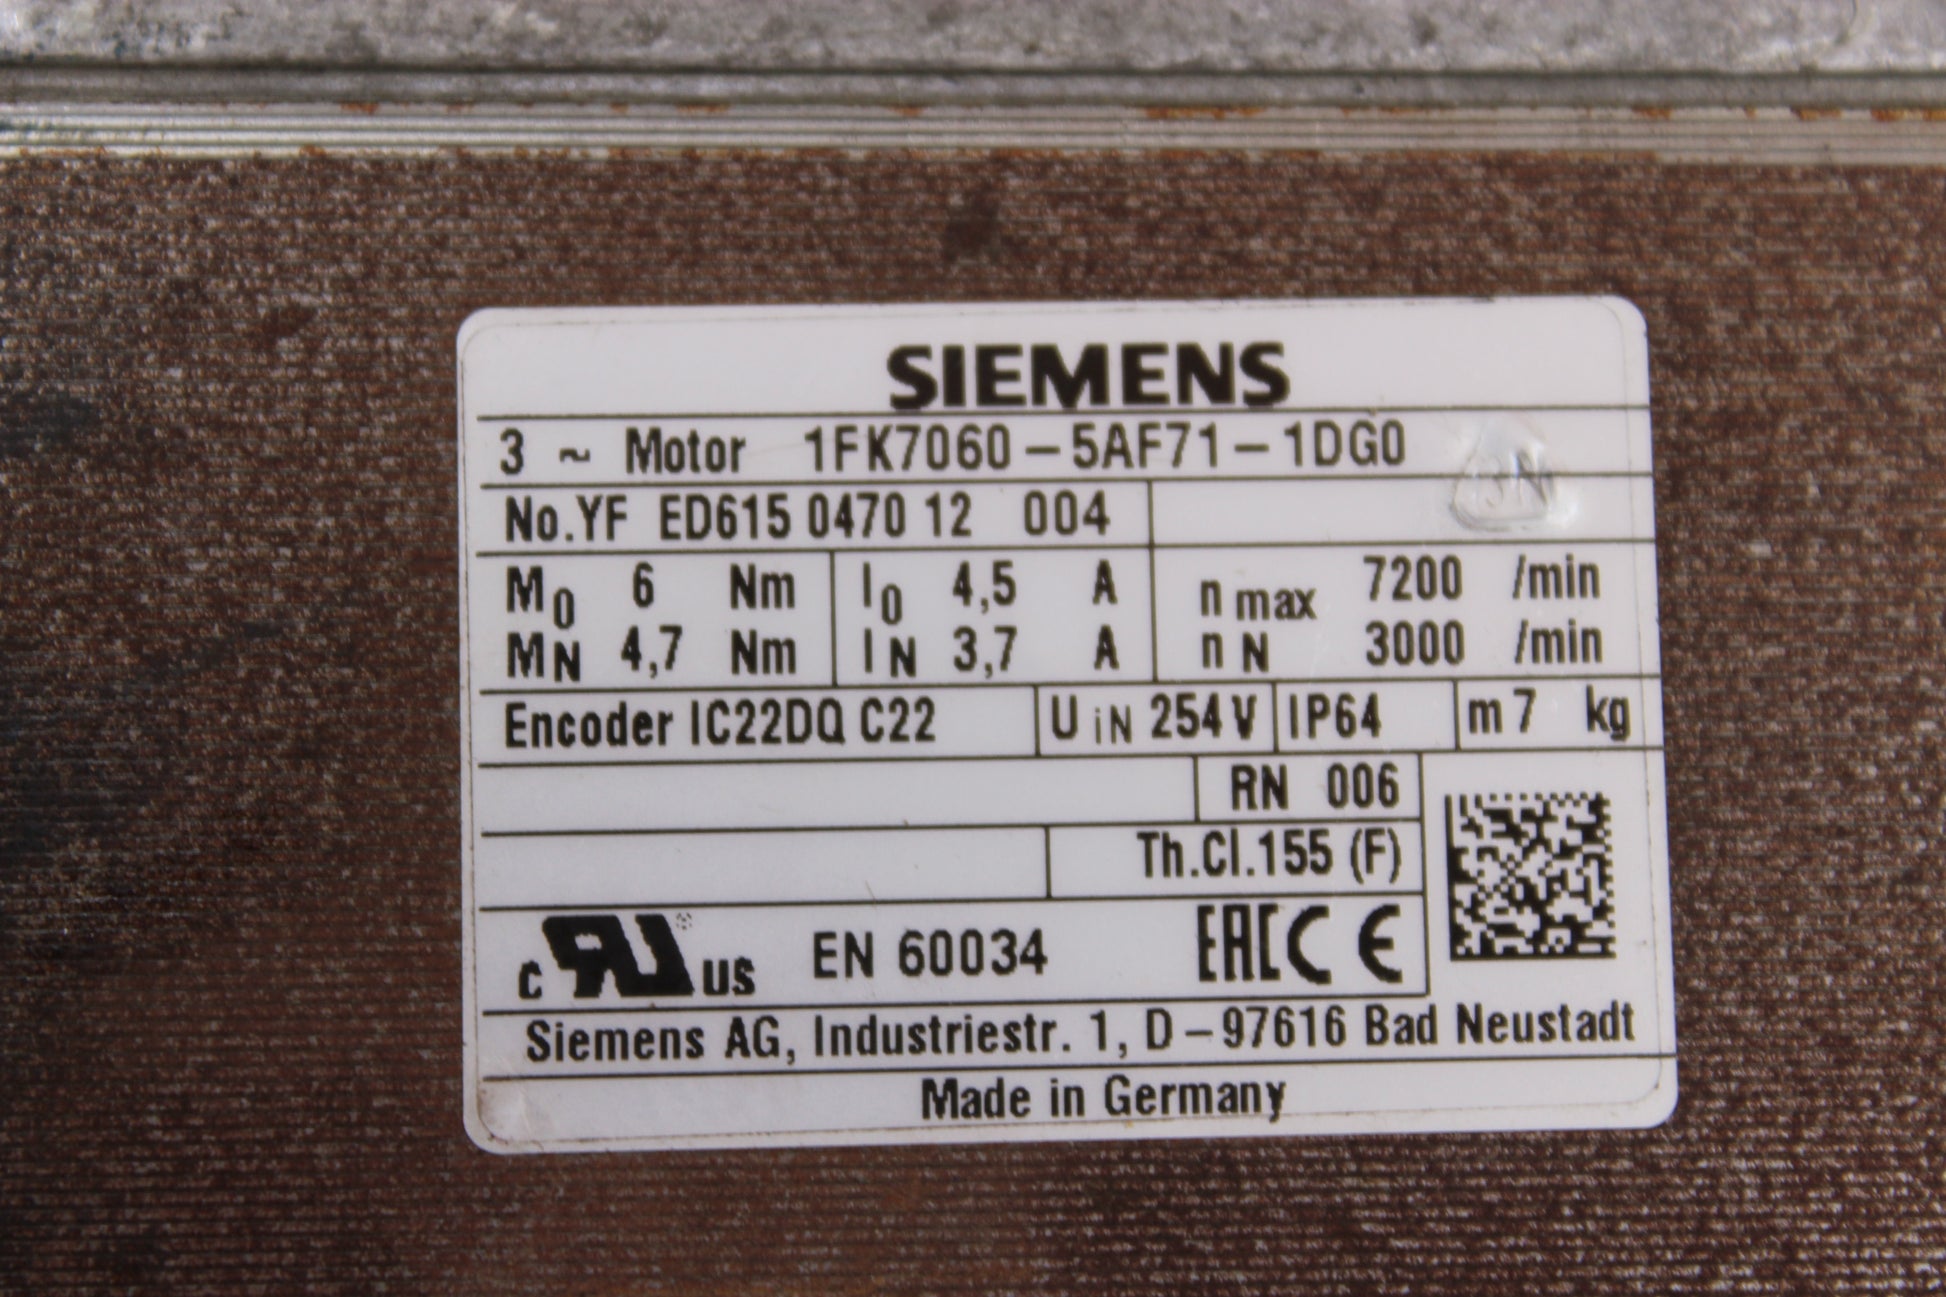 SIEMENS
3 ~ Motor 1FK7060-5AF71-1DG0
No.YF ED615 0470 12 004
M0 6 Nm I0 4,5 A n max 7200 /min
MN 4,7 Nm IN 3,7 A n N 3000 /min
Encoder IC22DQ C22 U iN 254 V IP64 m 7 kg
RN 006
Th.Cl.155 (F)
c RU US EN 60034 EAC CE
Siemens AG, Industriestr. 1, D-97616 Bad Neustadt
Made in Germany